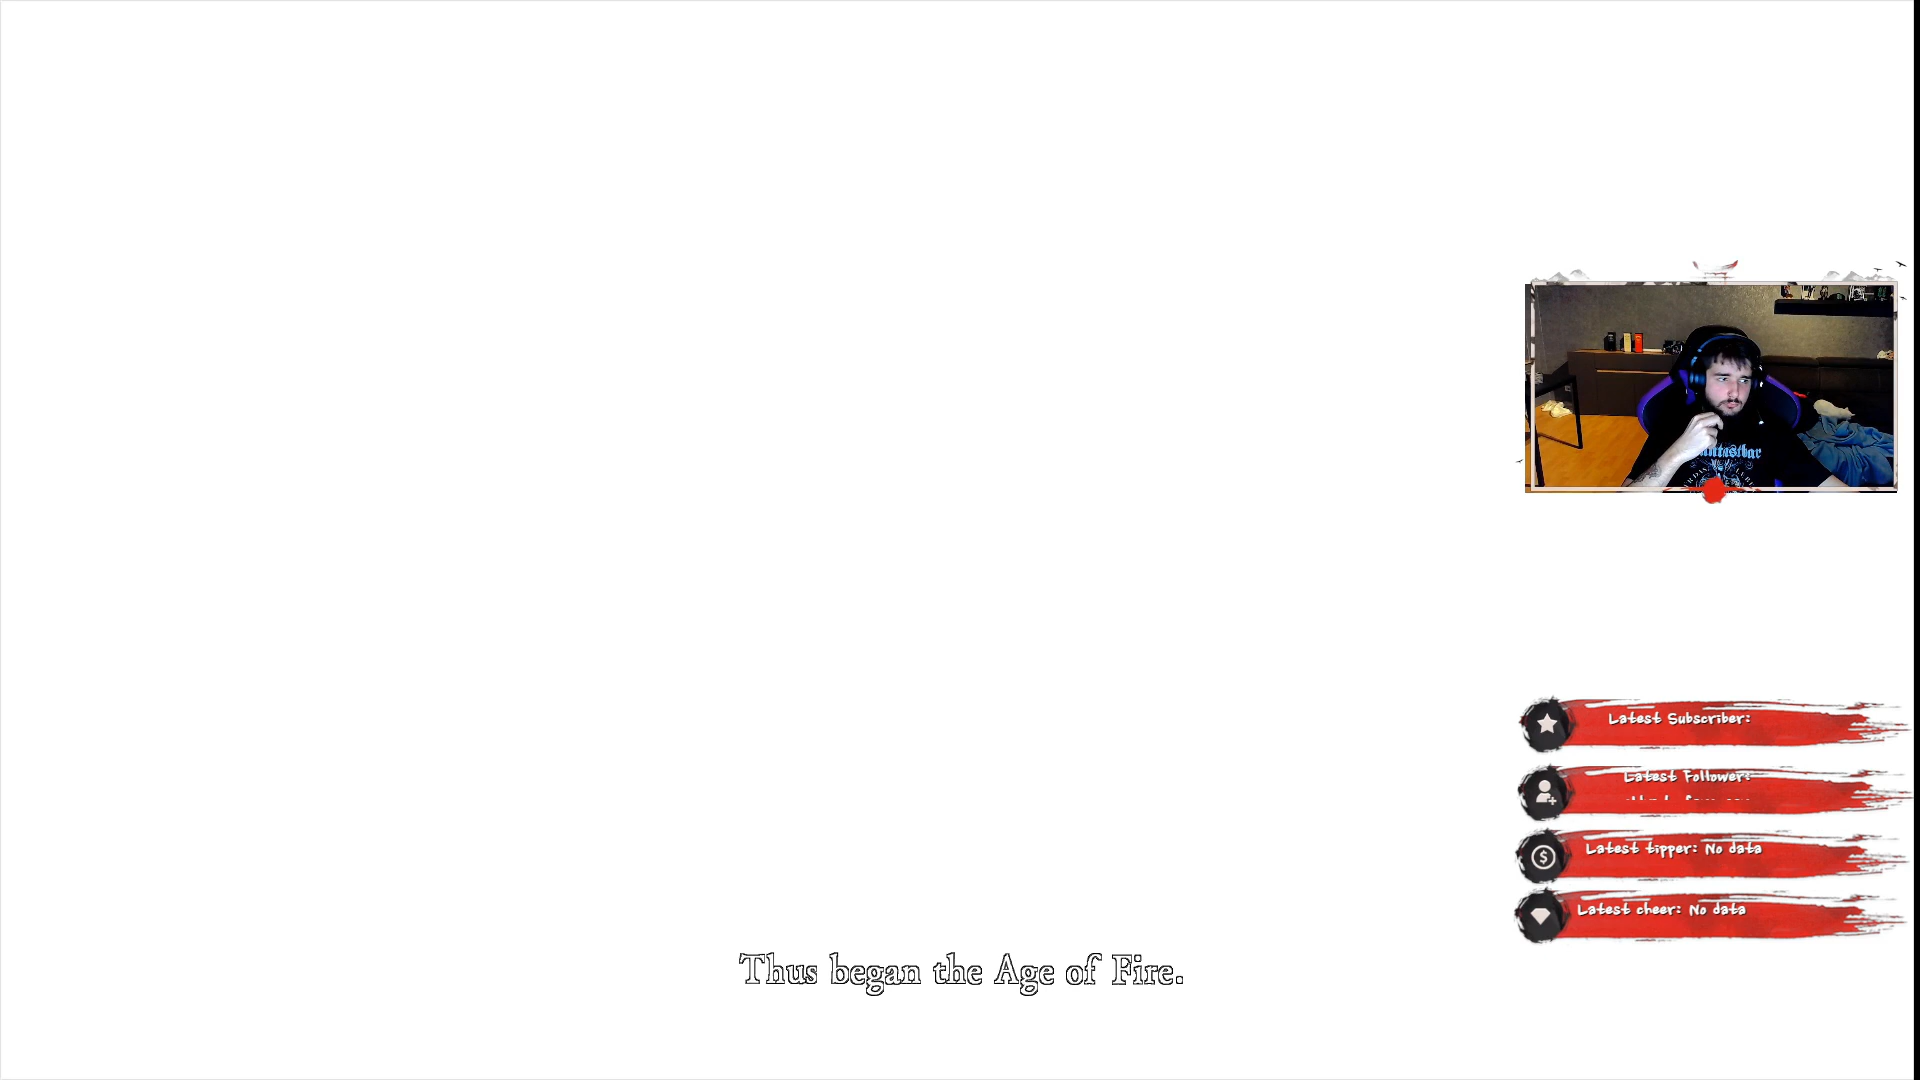 Latest Subscriber:
Latest Follower:
Latest tipper: No data
Latest cheer: No data
Thus began the Age of Fire.